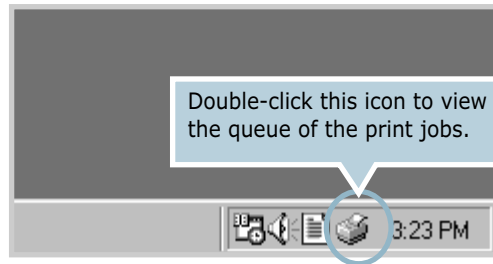 Double-click this icon to view
the queue of the print jobs.
3:23 PM